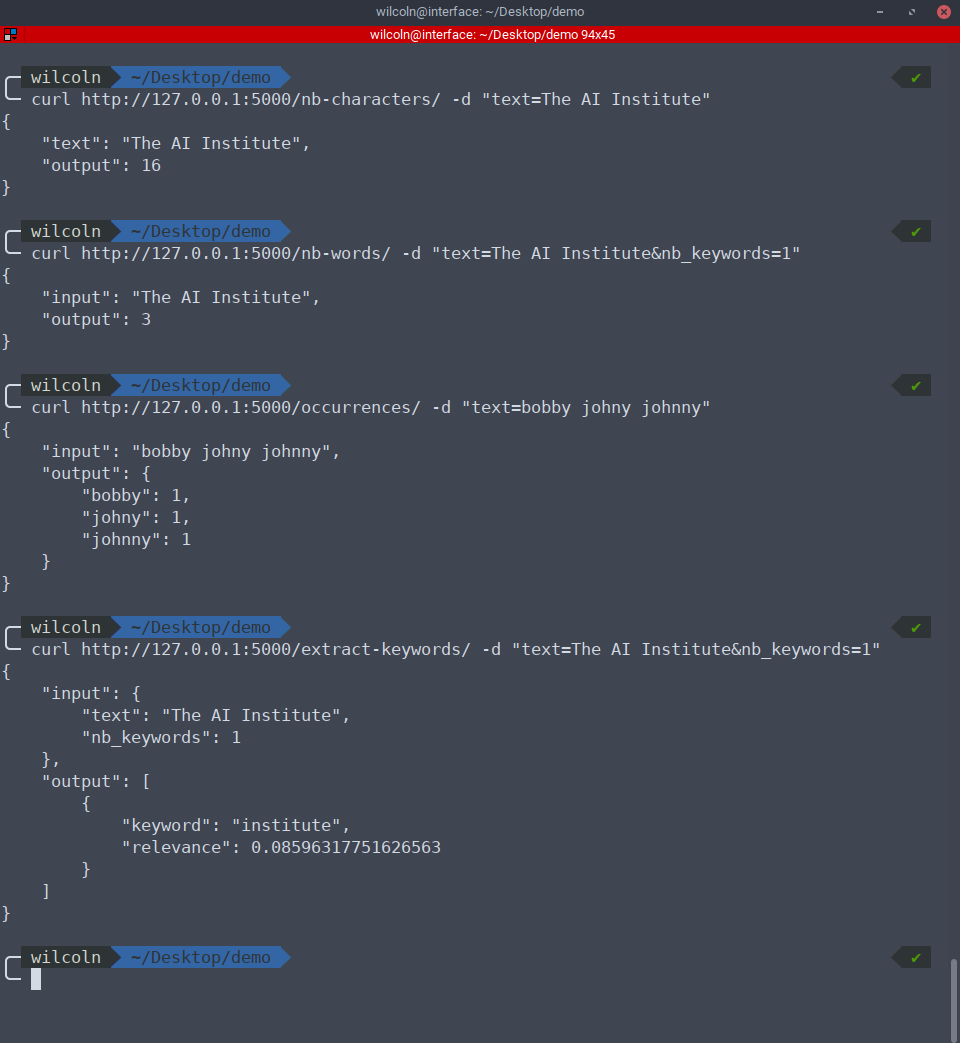 wilcoln@interface: ~/Desktop/demo
wilcoln@interface: ~/Desktop/demo 94x45
wilcoln ~/Desktop/demo ✔
curl http://127.0.0.1:5000/nb-characters/ -d "text=The AI Institute"
{
    "text": "The AI Institute",
    "output": 16
}
wilcoln ~/Desktop/demo ✔
curl http://127.0.0.1:5000/nb-words/ -d "text=The AI Institute&nb_keywords=1"
{
    "input": "The AI Institute",
    "output": 3
}
wilcoln ~/Desktop/demo ✔
curl http://127.0.0.1:5000/occurrences/ -d "text=bobby johny johnny"
{
    "input": "bobby johny johnny",
    "output": {
        "bobby": 1,
        "johny": 1,
        "johnny": 1
    }
}
wilcoln ~/Desktop/demo ✔
curl http://127.0.0.1:5000/extract-keywords/ -d "text=The AI Institute&nb_keywords=1"
{
    "input": {
        "text": "The AI Institute",
        "nb_keywords": 1
    },
    "output": [
        {
            "keyword": "institute",
            "relevance": 0.08596317751626563
        }
    ]
}
wilcoln ~/Desktop/demo ✔